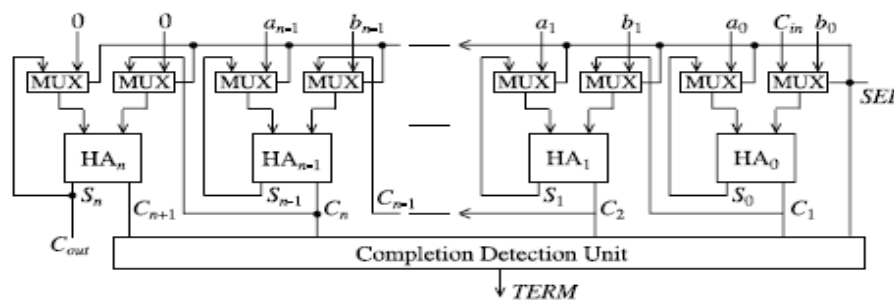 0 0 a_{n-1} b_{n-1} a_1 b_1 a_0 C_{in} b_0
MUX MUX MUX MUX MUX MUX MUX MUX SEL
HA_n HA_{n-1} HA_1 HA_0
S_n C_{n+1} S_{n-1} C_n C_{n-1} S_1 C_2 S_0 C_1
C_{out}
Completion Detection Unit
TERM